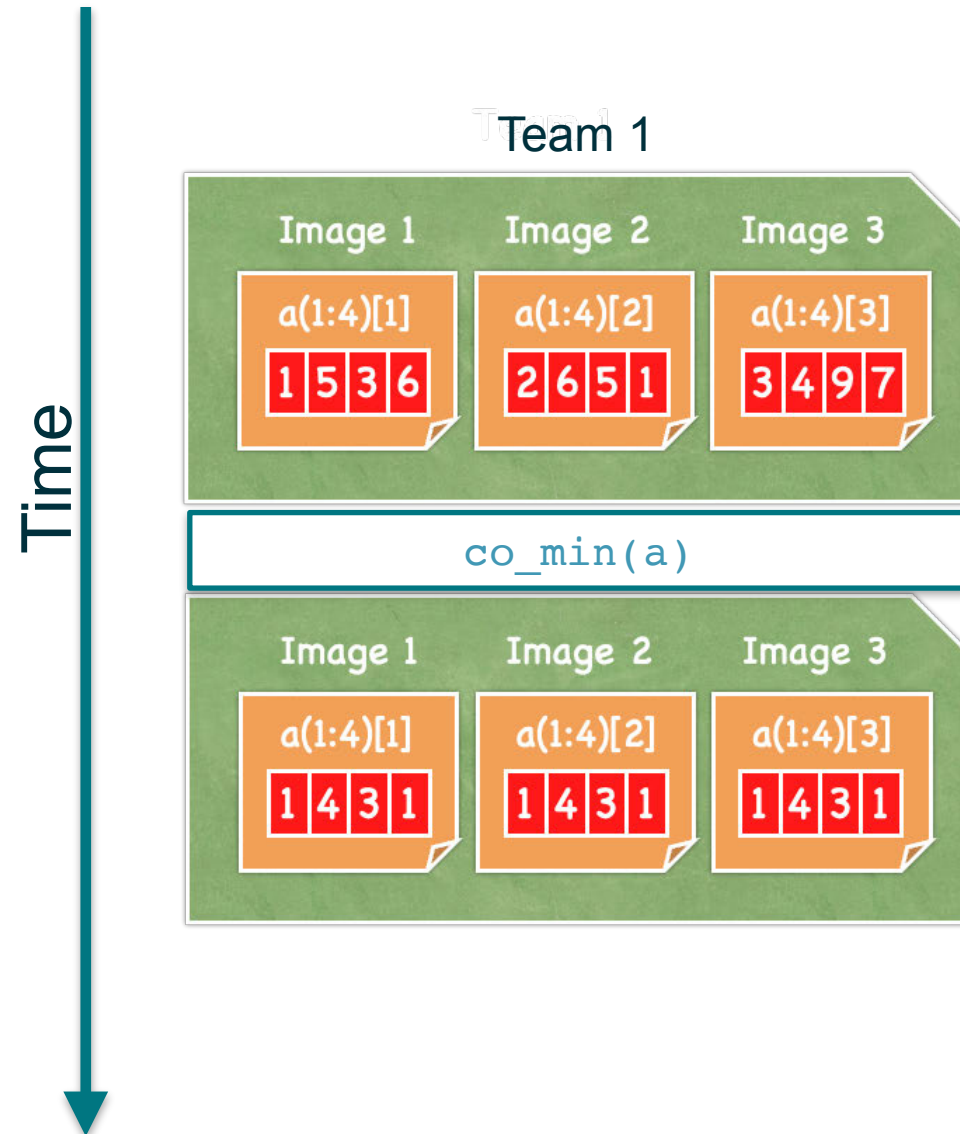 Time
Team 1
Image 1 Image 2 Image 3
a(1:4)[1] a(1:4)[2] a(1:4)[3]
1 5 3 6 2 6 5 1 3 4 9 7
co_min(a)
Image 1 Image 2 Image 3
a(1:4)[1] a(1:4)[2] a(1:4)[3]
1 4 3 1 1 4 3 1 1 4 3 1